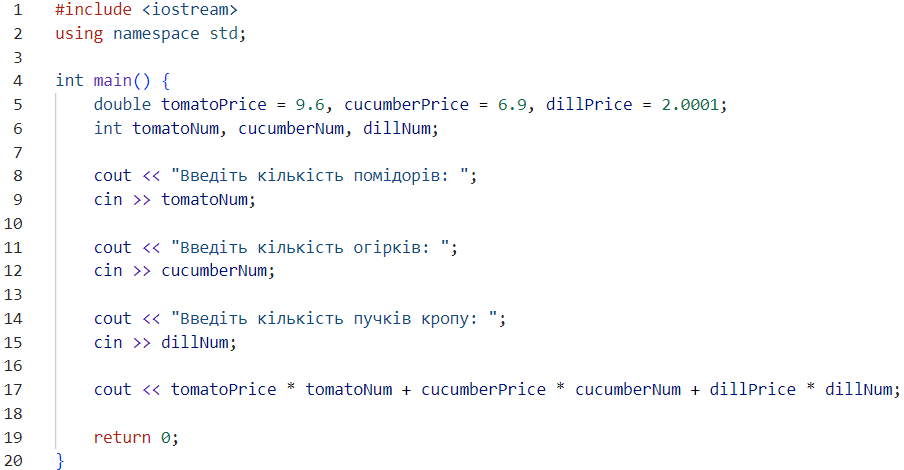 1 #include <iostream>
2 using namespace std;
3
4 int main() {
5 double tomatoPrice = 9.6, cucumberPrice = 6.9, dillPrice = 2.0001;
6 int tomatoNum, cucumberNum, dillNum;
7
8 cout << "Введіть кількість помідорів: ";
9 cin >> tomatoNum;
10
11 cout << "Введіть кількість огірків: ";
12 cin >> cucumberNum;
13
14 cout << "Введіть кількість пучків кропу: ";
15 cin >> dillNum;
16
17 cout << tomatoPrice * tomatoNum + cucumberPrice * cucumberNum + dillPrice * dillNum;
18
19 return 0;
20 }